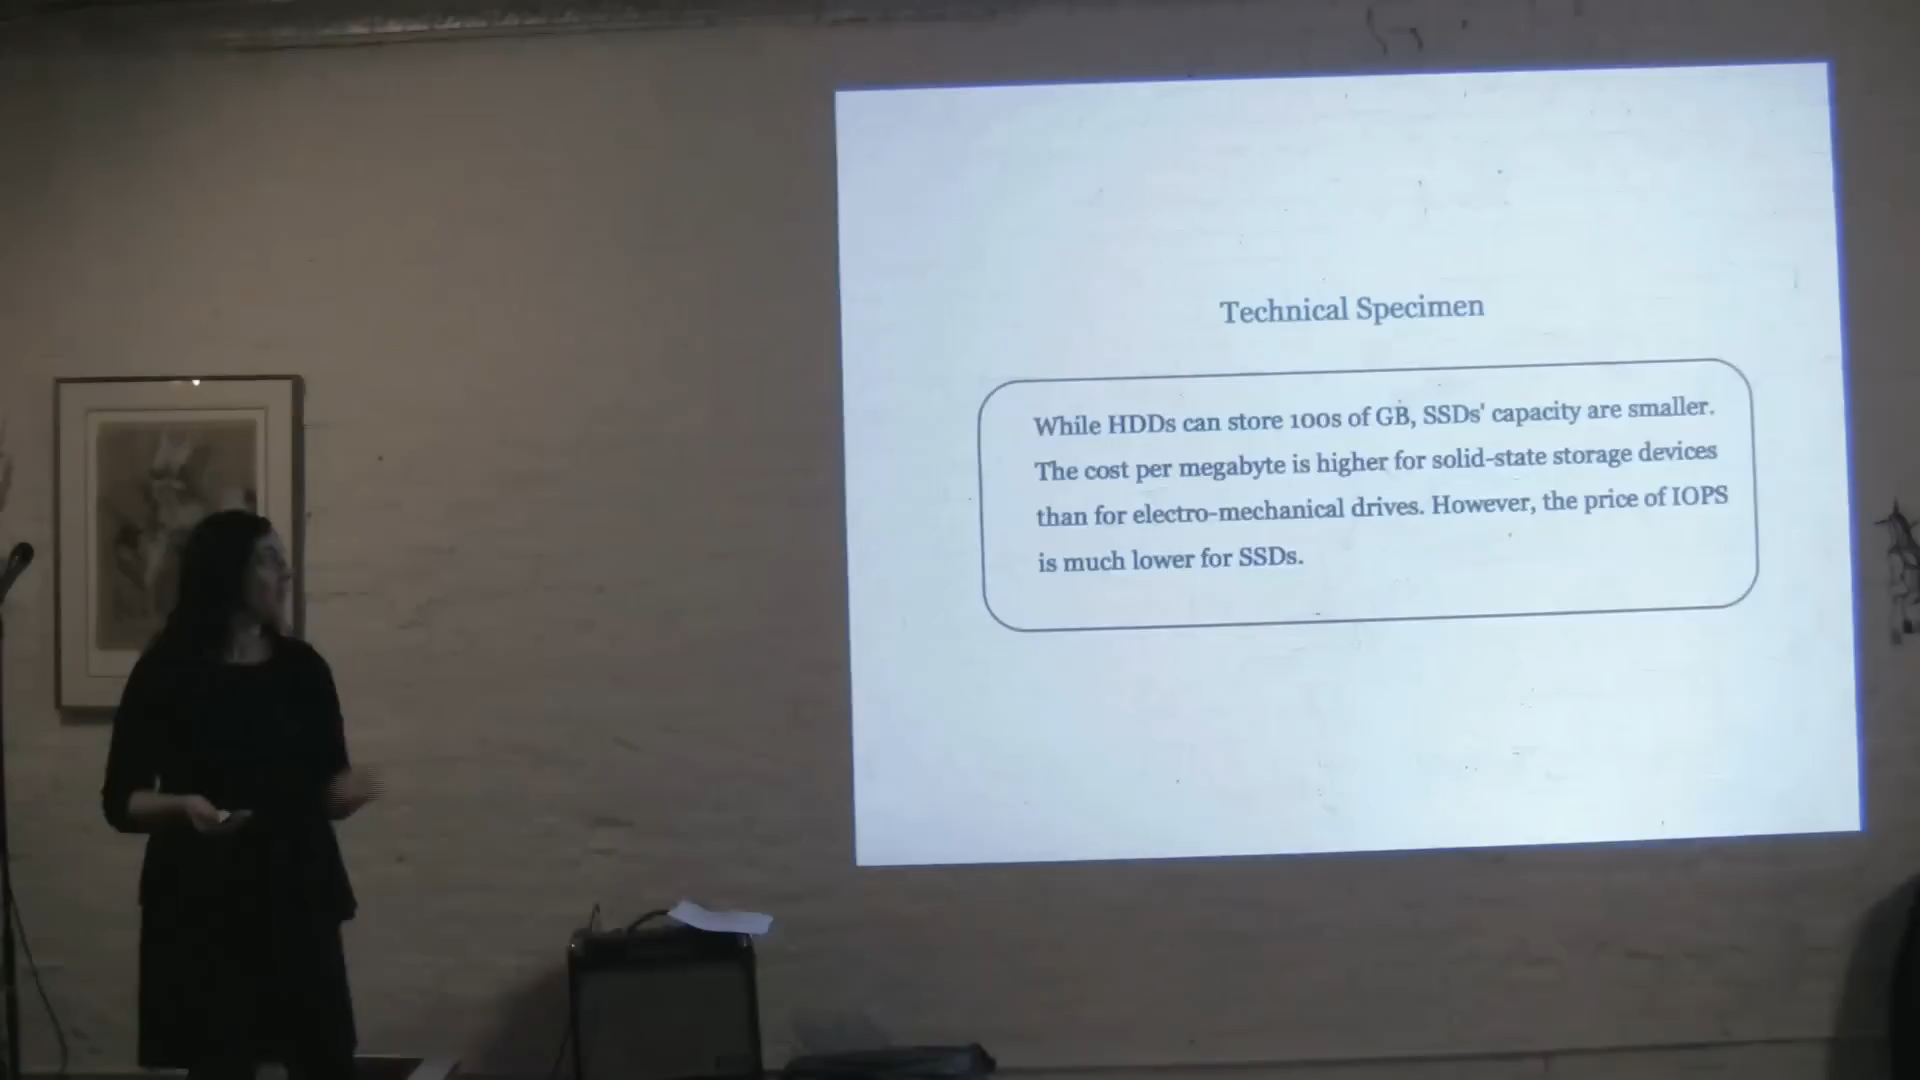 Technical Specimen
While HDDs can store 100s of GB, SSDs' capacity are smaller.
The cost per megabyte is higher for solid-state storage devices
than for electro-mechanical drives. However, the price of IOPS
is much lower for SSDs.